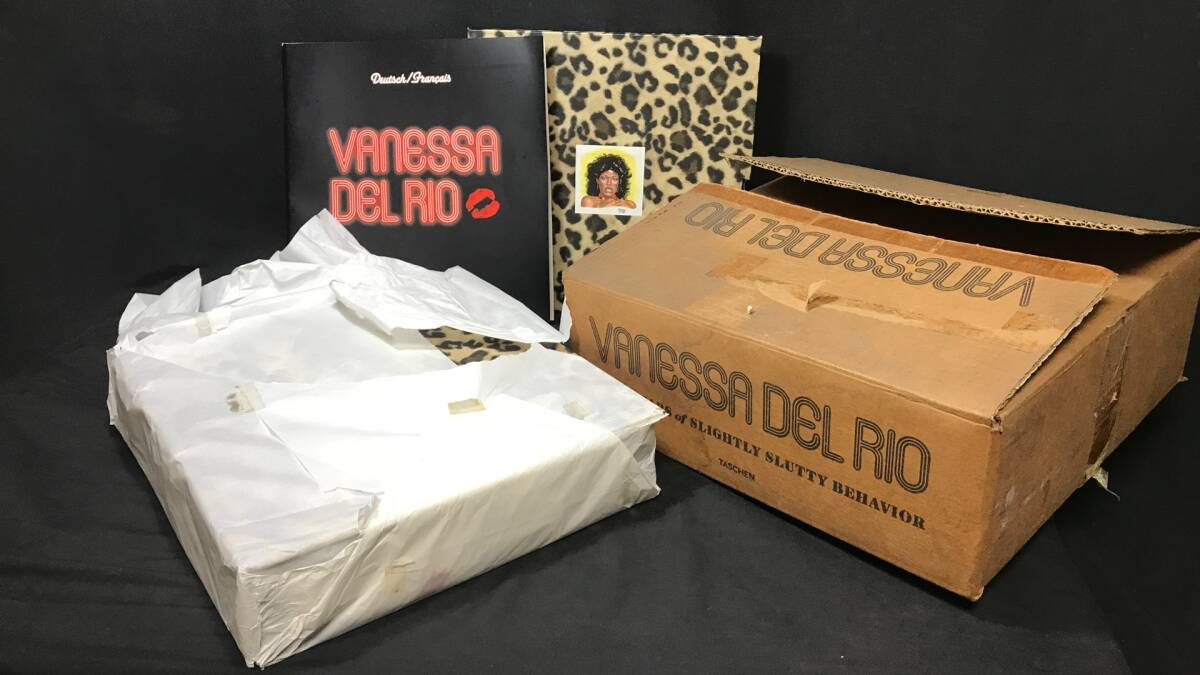 Deutsch/Français
VANESSA
DEL RIO
VANESSA DEL RIO
VANESSA DEL RIO
of SLIGHTLY SLUTTY BEHAVIOR
TASCHEN